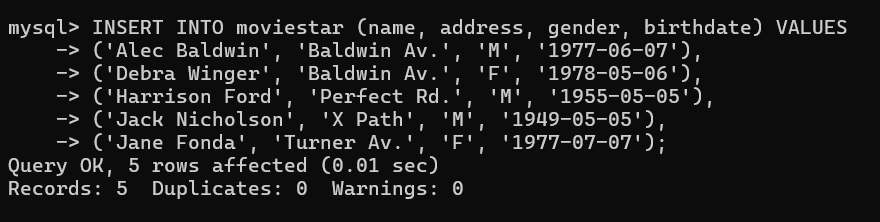 mysql> INSERT INTO moviestar (name, address, gender, birthdate) VALUES
    -> ('Alec Baldwin', 'Baldwin Av.', 'M', '1977-06-07'),
    -> ('Debra Winger', 'Baldwin Av.', 'F', '1978-05-06'),
    -> ('Harrison Ford', 'Perfect Rd.', 'M', '1955-05-05'),
    -> ('Jack Nicholson', 'X Path', 'M', '1949-05-05'),
    -> ('Jane Fonda', 'Turner Av.', 'F', '1977-07-07');
Query OK, 5 rows affected (0.01 sec)
Records: 5  Duplicates: 0  Warnings: 0